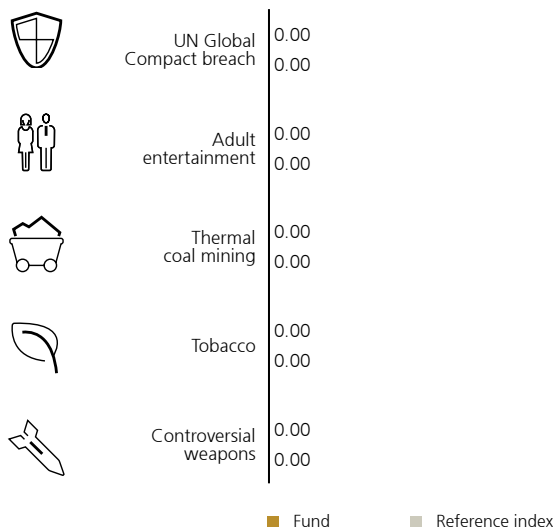 UN Global
Compact breach
0.00
0.00
Adult
entertainment
0.00
0.00
Thermal
coal mining
0.00
0.00
Tobacco
0.00
0.00
Controversial
weapons
0.00
0.00
Fund
Reference index